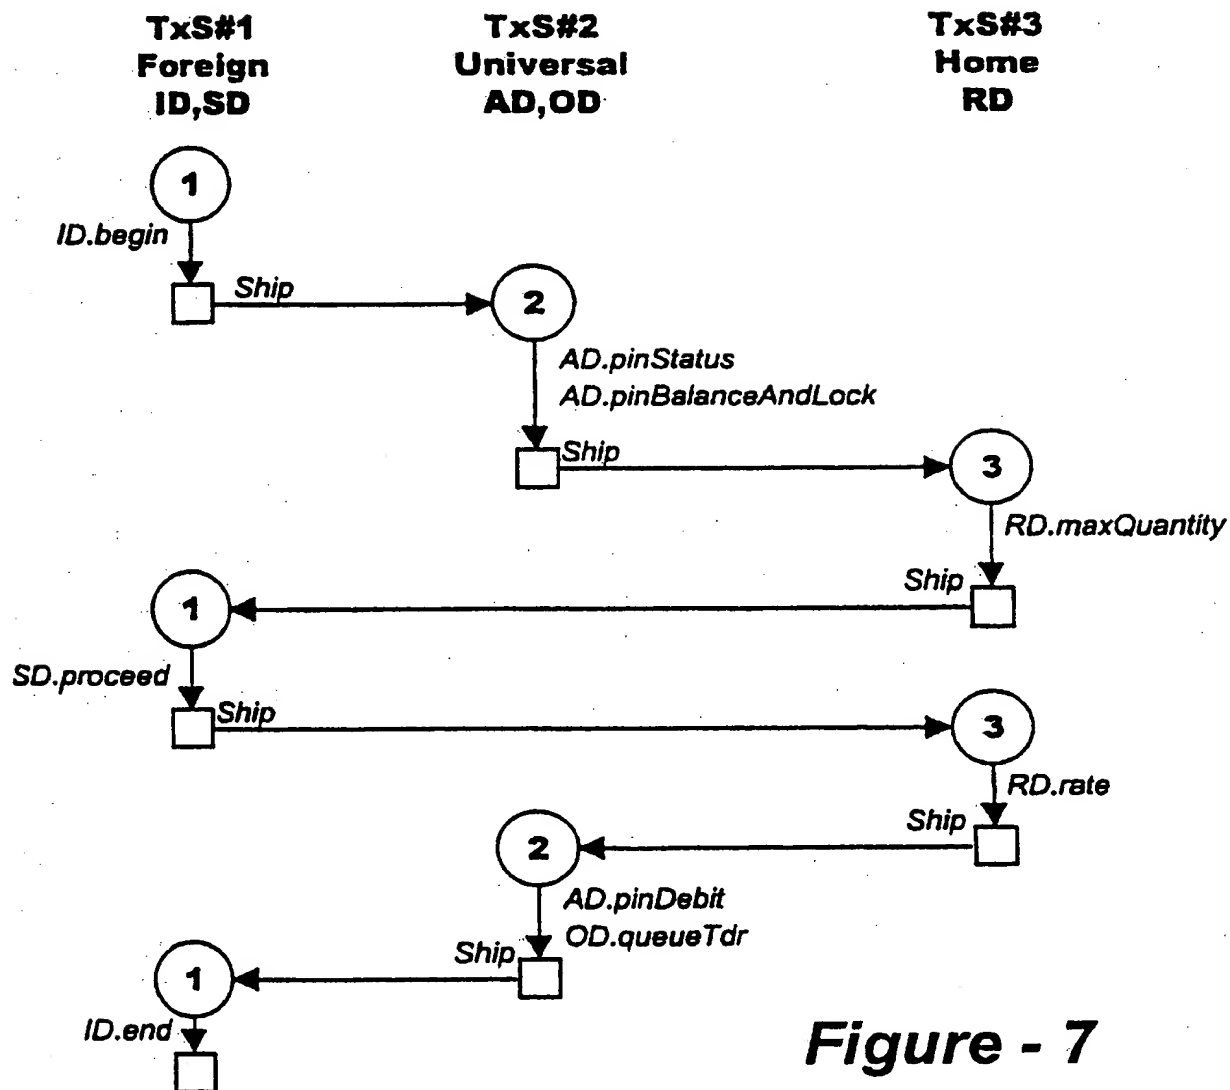 TxS#1
Foreign
ID,SD
TxS#2
Universal
AD,OD
TxS#3
Home
RD
1
ID.begin
Ship
2
AD.pinStatus
AD.pinBalanceAndLock
Ship
3
RD.maxQuantity
Ship
1
SD.proceed
Ship
3
RD.rate
Ship
2
AD.pinDebit
OD.queueTdr
Ship
1
ID.end
Figure - 7